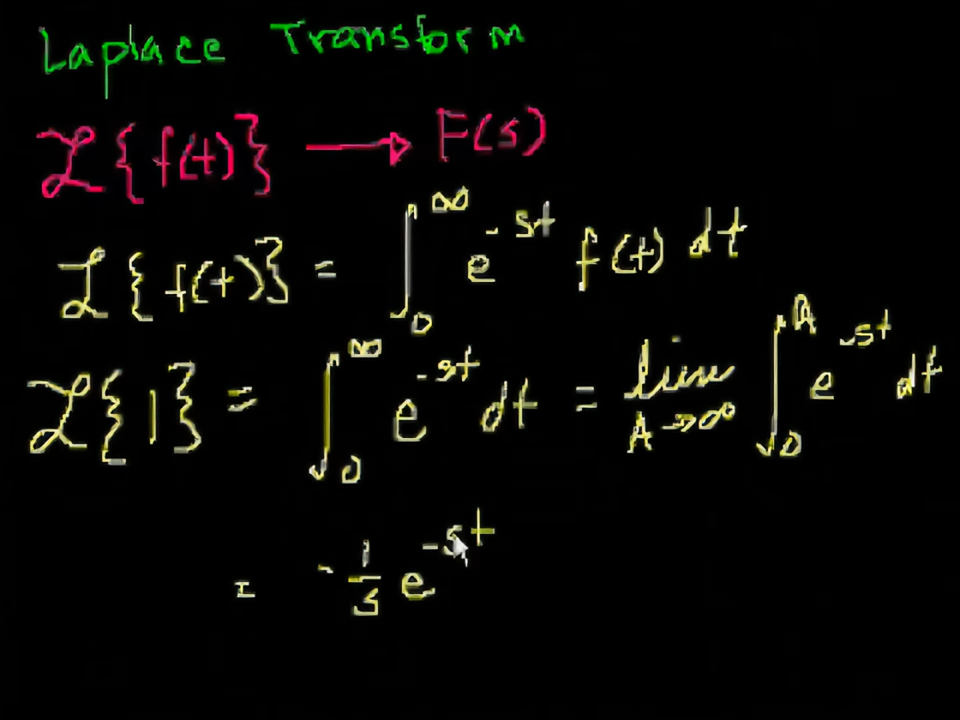 Laplace Transform
ℒ{f(t)} → F(s)
ℒ{f(t)} = ∫₀^∞ e^{-st} f(t) dt
ℒ{1} = ∫₀^∞ e^{-st} dt = lim_{A→∞} ∫₀^A e^{-st} dt
= -1/s e^{-st}